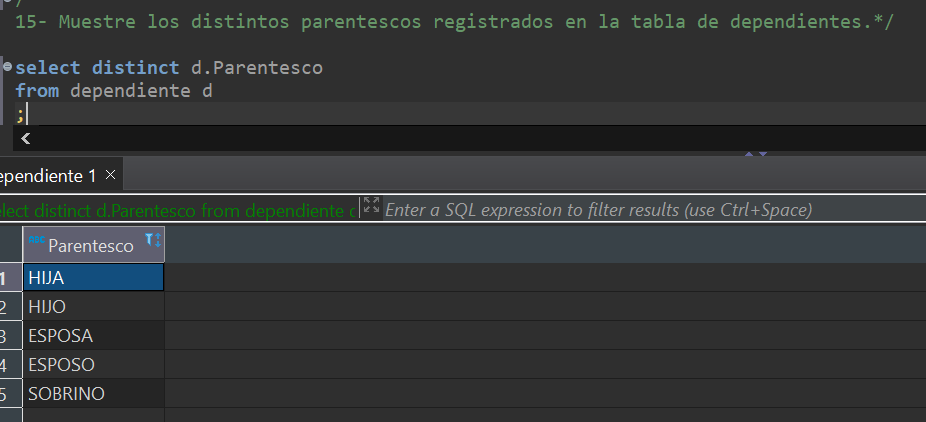 /
15- Muestre los distintos parentescos registrados en la tabla de dependientes.*/
select distinct d.Parentesco
from dependiente d
;
ependiente 1 ×
elect distinct d.Parentesco from dependiente d Enter a SQL expression to filter results (use Ctrl+Space)
ABC Parentesco
1 HIJA
2 HIJO
3 ESPOSA
4 ESPOSO
5 SOBRINO